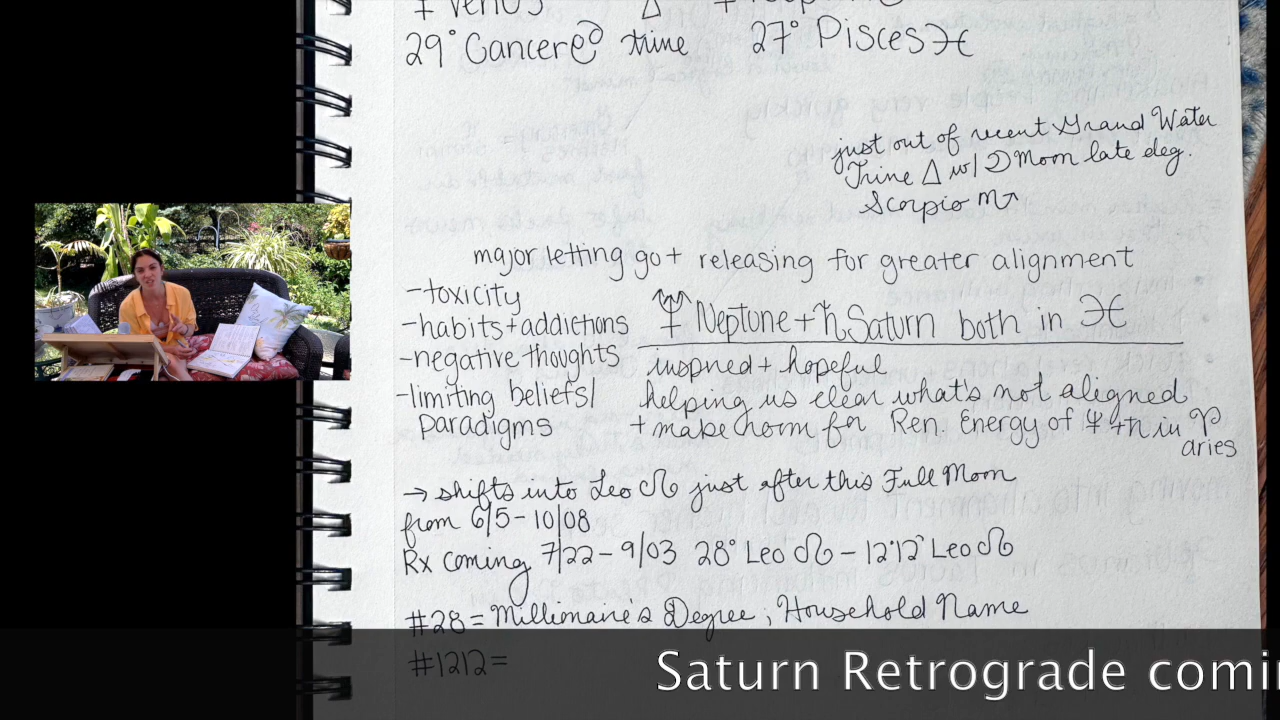 ♀ Venus △
29° Cancer ♋ trine 27° Pisces ♓
just out of recent Grand Water
Trine △ w/ ☽ Moon late deg.
Scorpio ♏
major letting go + releasing for greater alignment
-toxicity
-habits + addictions
-negative thoughts
-limiting beliefs/
paradigms
♆ Neptune + ♄ Saturn both in ♓
inspired + hopeful
helping us clear what's not aligned
+ make room for Ren. Energy of ♆ + ♄ in ♈
aries
→ shifts into Leo ♌ just after this Full Moon
from 6/5 - 10/08
Rx coming 7/22 - 9/03 28° Leo ♌ - 12°12' Leo ♌
#28 = Millionaire's Degree, Household Name
#1212 =
Saturn Retrograde comin